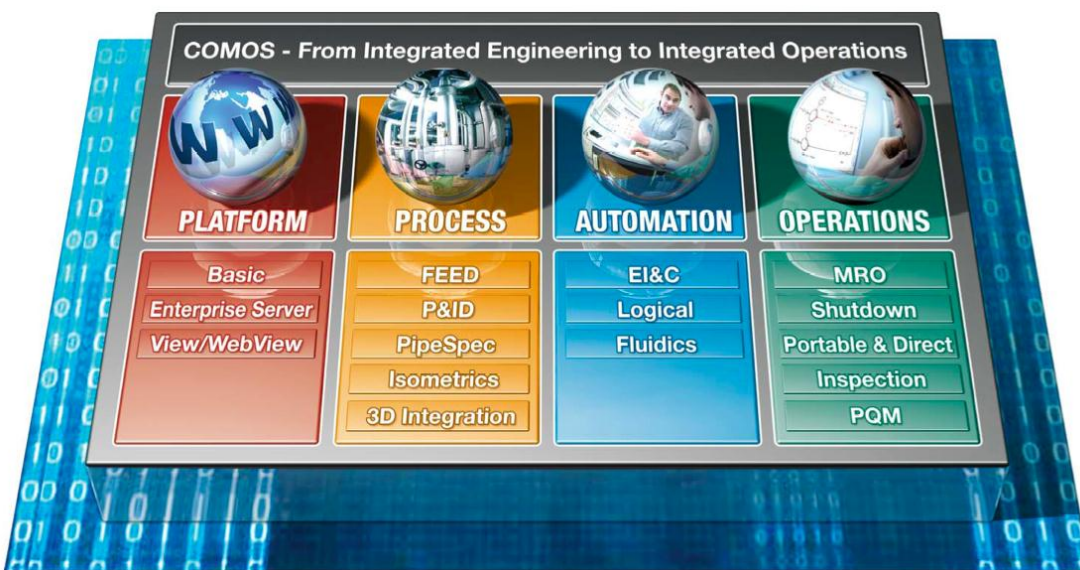 COMOS - From Integrated Engineering to Integrated Operations
WWW
PLATFORM
Basic
Enterprise Server
View/WebView
PROCESS
FEED
P&ID
PipeSpec
Isometrics
3D Integration
AUTOMATION
EI&C
Logical
Fluidics
OPERATIONS
MRO
Shutdown
Portable & Direct
Inspection
PQM